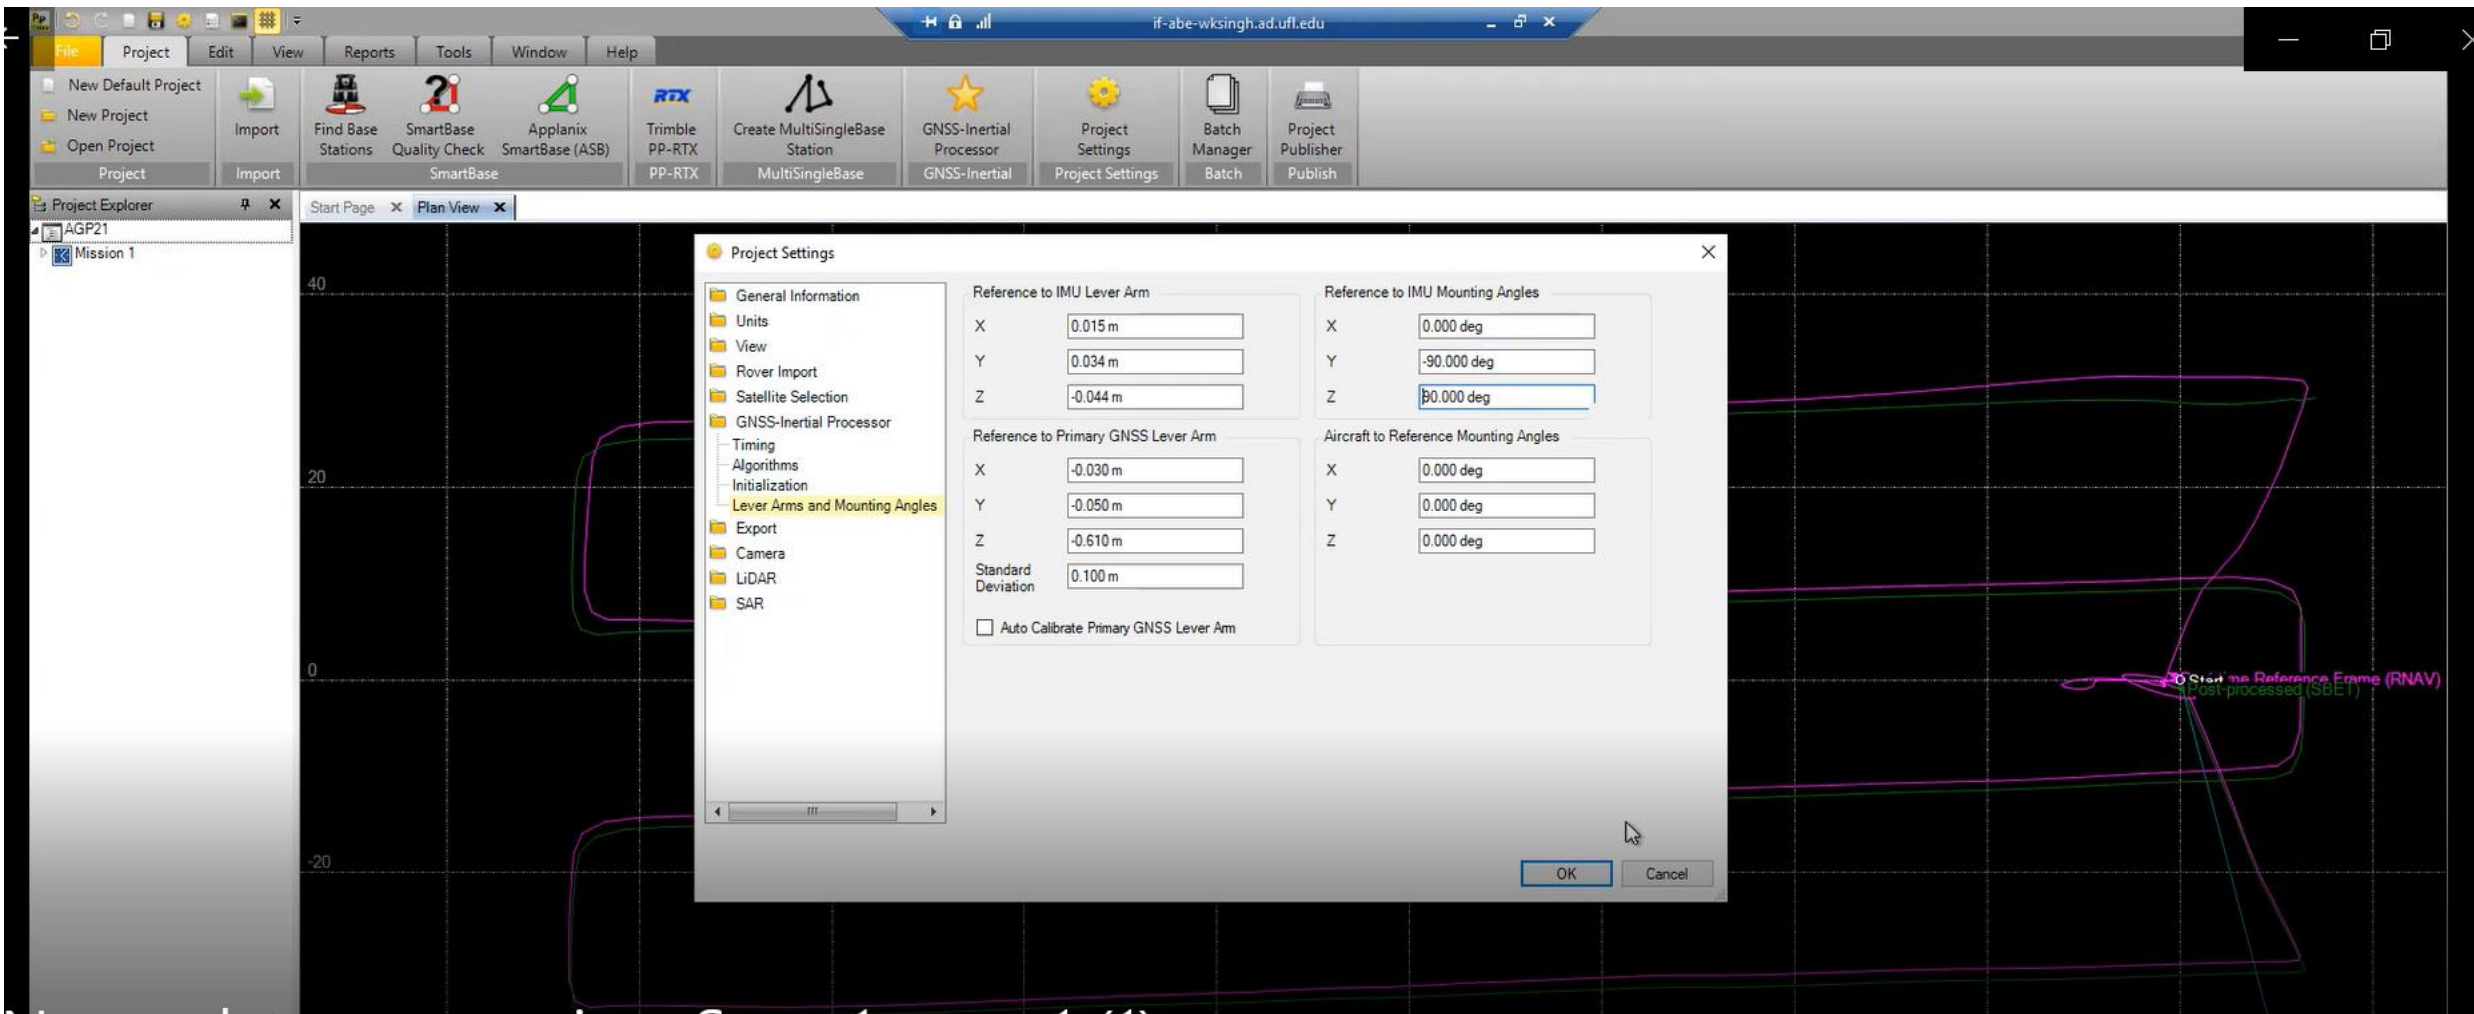 if-abe-wksingh.ad.ufl.edu
File Project Edit View Reports Tools Window Help
New Default Project
New Project
Open Project
Import
Find Base Stations
SmartBase Quality Check
Applanix SmartBase (ASB)
RTX
Trimble PP-RTX
Create MultiSingleBase Station
GNSS-Inertial Processor
Project Settings
Batch Manager
Project Publisher
Project Import SmartBase PP-RTX MultiSingleBase GNSS-Inertial Project Settings Batch Publish
Project Explorer
Start Page Plan View
AGP21
Mission 1
40
20
0
-20
Project Settings
General Information
Units
View
Rover Import
Satellite Selection
GNSS-Inertial Processor
Timing
Algorithms
Initialization
Lever Arms and Mounting Angles
Export
Camera
LiDAR
SAR
Reference to IMU Lever Arm
X 0.015 m
Y 0.034 m
Z -0.044 m
Reference to IMU Mounting Angles
X 0.000 deg
Y -90.000 deg
Z 90.000 deg
Reference to Primary GNSS Lever Arm
X -0.030 m
Y -0.050 m
Z -0.610 m
Standard Deviation 0.100 m
Auto Calibrate Primary GNSS Lever Arm
Aircraft to Reference Mounting Angles
X 0.000 deg
Y 0.000 deg
Z 0.000 deg
OK Cancel
Start me Reference Frame (RNAV)
Post-processed (SBET)